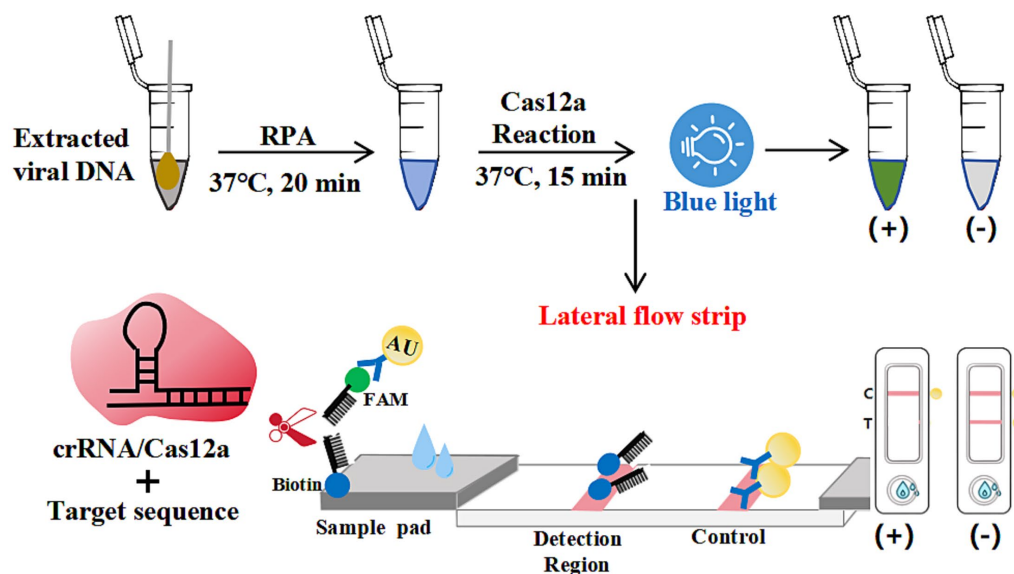 Extracted
viral DNA
RPA
37℃, 20 min
Cas12a
Reaction
37℃, 15 min
Blue light
(+)
(-)
Lateral flow strip
crRNA/Cas12a
+
Target sequence
AU
FAM
Biotin
Sample pad
Detection
Region
Control
C
T
(+)
(-)